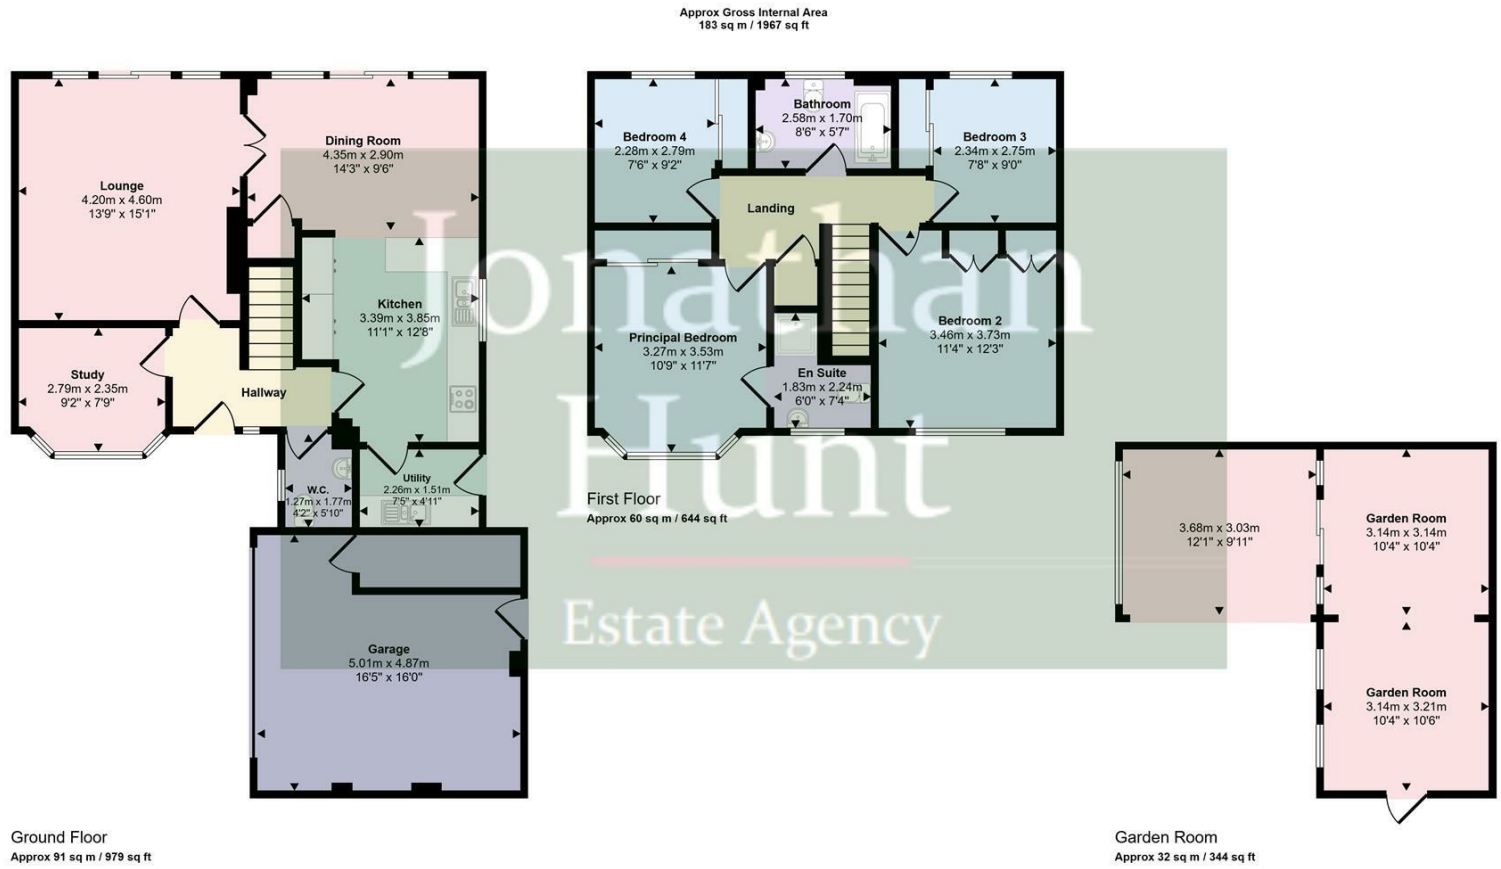 Approx Gross Internal Area
183 sq m / 1967 sq ft
Lounge
4.20m x 4.60m
13'9" x 15'1"
Dining Room
4.35m x 2.90m
14'3" x 9'6"
Kitchen
3.39m x 3.85m
11'1" x 12'8"
Study
2.79m x 2.35m
9'2" x 7'9"
Hallway
W.C.
1.27m x 1.77m
4'2" x 5'10"
Utility
2.26m x 1.51m
7'5" x 4'11"
Garage
5.01m x 4.87m
16'5" x 16'0"
Ground Floor
Approx 91 sq m / 979 sq ft
Bedroom 4
2.28m x 2.79m
7'6" x 9'2"
Bathroom
2.58m x 1.70m
8'6" x 5'7"
Bedroom 3
2.34m x 2.75m
7'8" x 9'0"
Landing
Principal Bedroom
3.27m x 3.53m
10'9" x 11'7"
En Suite
1.83m x 2.24m
6'0" x 7'4"
Bedroom 2
3.46m x 3.73m
11'4" x 12'3"
First Floor
Approx 60 sq m / 644 sq ft
Jonathan
Hunt
Estate Agency
3.68m x 3.03m
12'1" x 9'11"
Garden Room
3.14m x 3.14m
10'4" x 10'4"
Garden Room
3.14m x 3.21m
10'4" x 10'6"
Garden Room
Approx 32 sq m / 344 sq ft